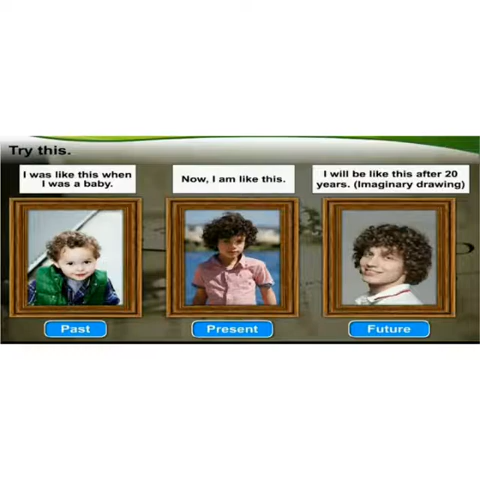 Try this.
I was like this when
I was a baby.
Now, I am like this.
I will be like this after 20
years. (Imaginary drawing)
Past
Present
Future